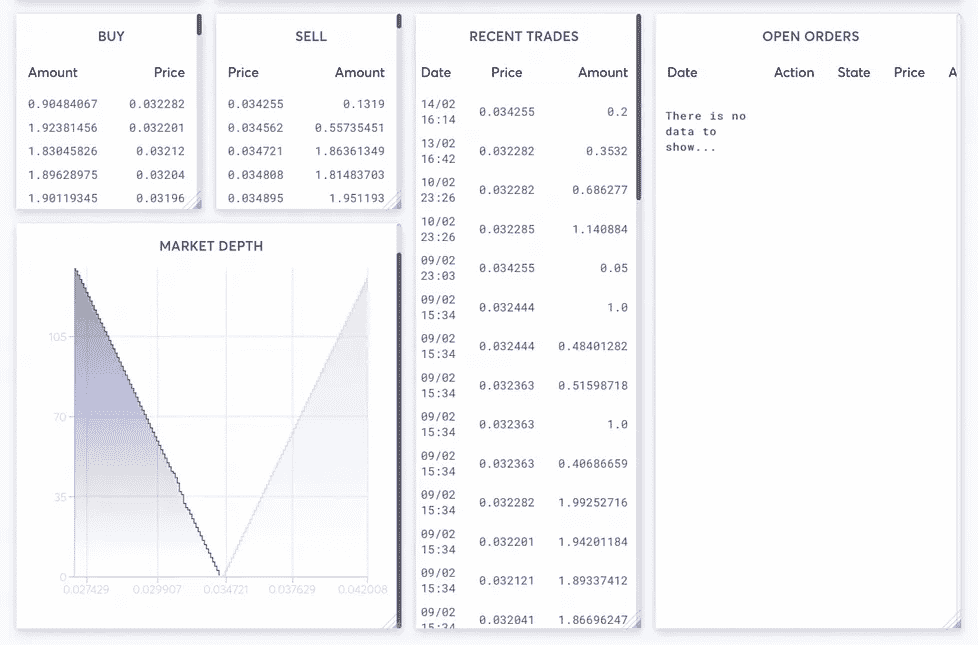 BUY
Amount Price
0.90484067 0.032282
1.92381456 0.032201
1.83045826 0.03212
1.89628975 0.03204
1.90119345 0.03196
SELL
Price Amount
0.034255 0.1319
0.034562 0.55735451
0.034721 1.86361349
0.034808 1.81483703
0.034895 1.951193
MARKET DEPTH
105
70
35
0
0.027429 0.029907 0.034721 0.037629 0.042008
RECENT TRADES
Date Price Amount
14/02
16:14 0.034255 0.2
13/02
16:42 0.032282 0.3532
10/02
23:26 0.032282 0.686277
10/02
23:26 0.032285 1.140884
09/02
23:03 0.034255 0.05
09/02
15:34 0.032444 1.0
09/02
15:34 0.032444 0.48401282
09/02
15:34 0.032363 0.51598718
09/02
15:34 0.032363 1.0
09/02
15:34 0.032363 0.40686659
09/02
15:34 0.032282 1.99252716
09/02
15:34 0.032201 1.94201184
09/02
15:34 0.032121 1.89337412
09/02
15:34 0.032041 1.86696247
OPEN ORDERS
Date Action State Price A
There is no
data to
show...